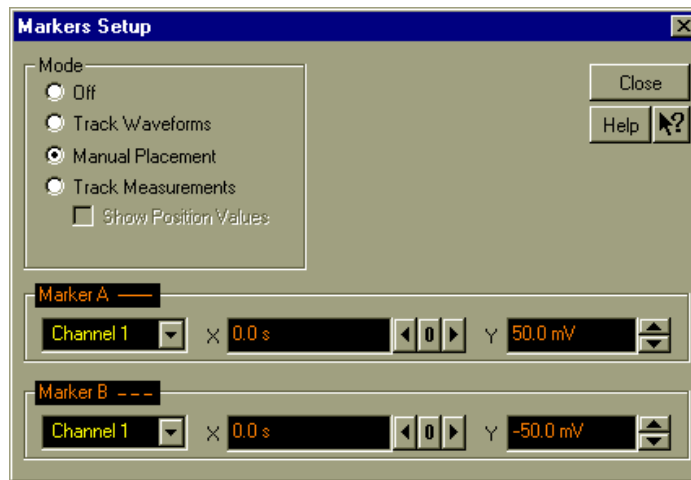 Markers Setup
Mode
Off
Track Waveforms
Manual Placement
Track Measurements
Show Position Values
Close
Help ?
Marker A
Channel 1 X 0.0 s 0 Y 50.0 mV
Marker B
Channel 1 X 0.0 s 0 Y -50.0 mV